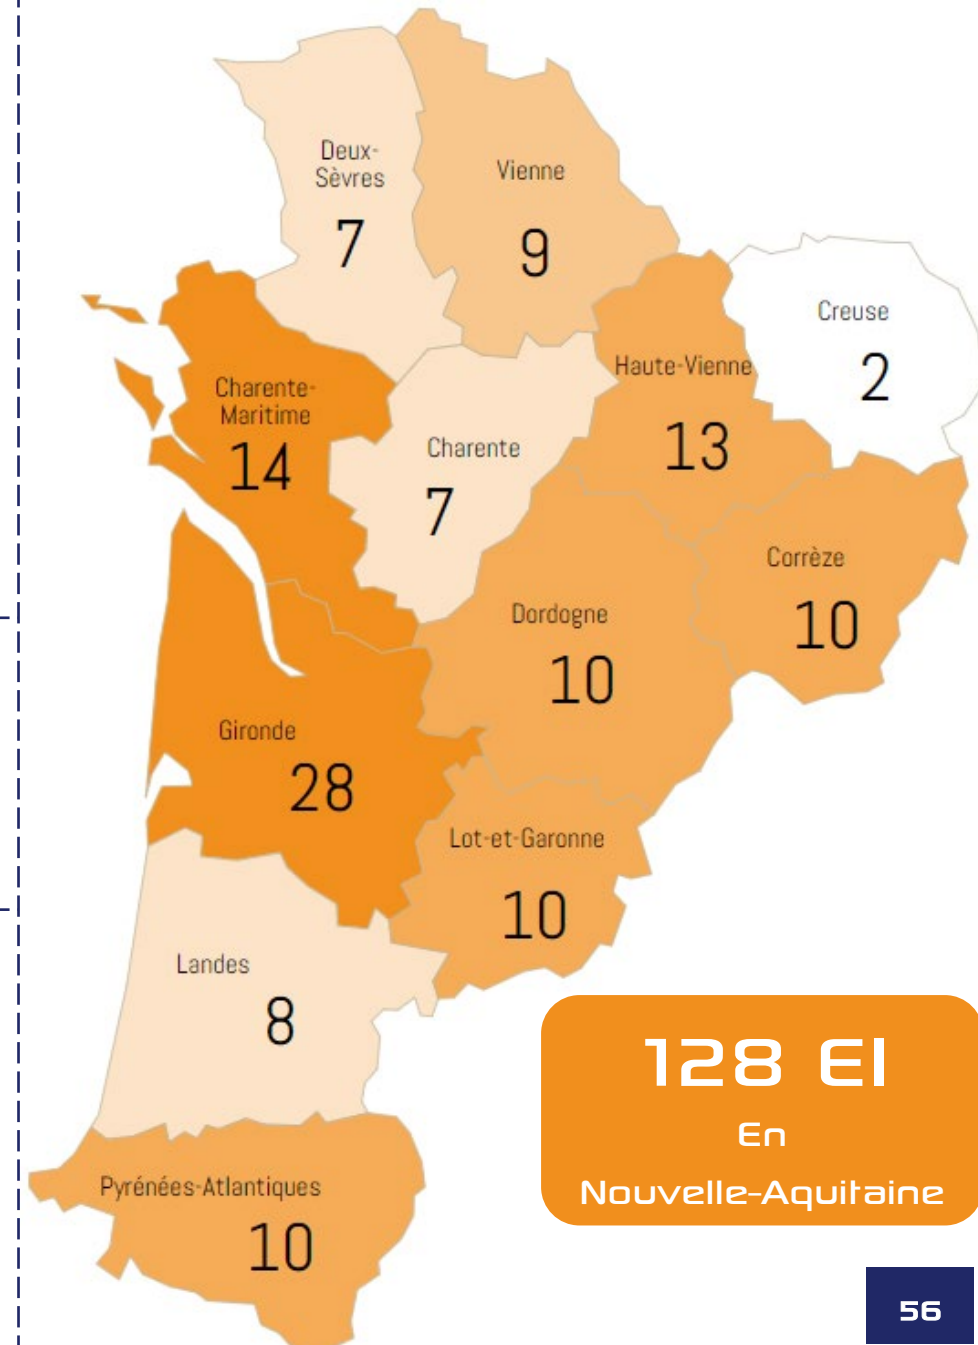 Deux-
Sèvres
7
Vienne
9
Creuse
2
Haute-Vienne
13
Charente-
Maritime
14
Charente
7
Corrèze
10
Dordogne
10
Gironde
28
Lot-et-Garonne
10
Landes
8
128 EI
En
Nouvelle-Aquitaine
Pyrénées-Atlantiques
10
56